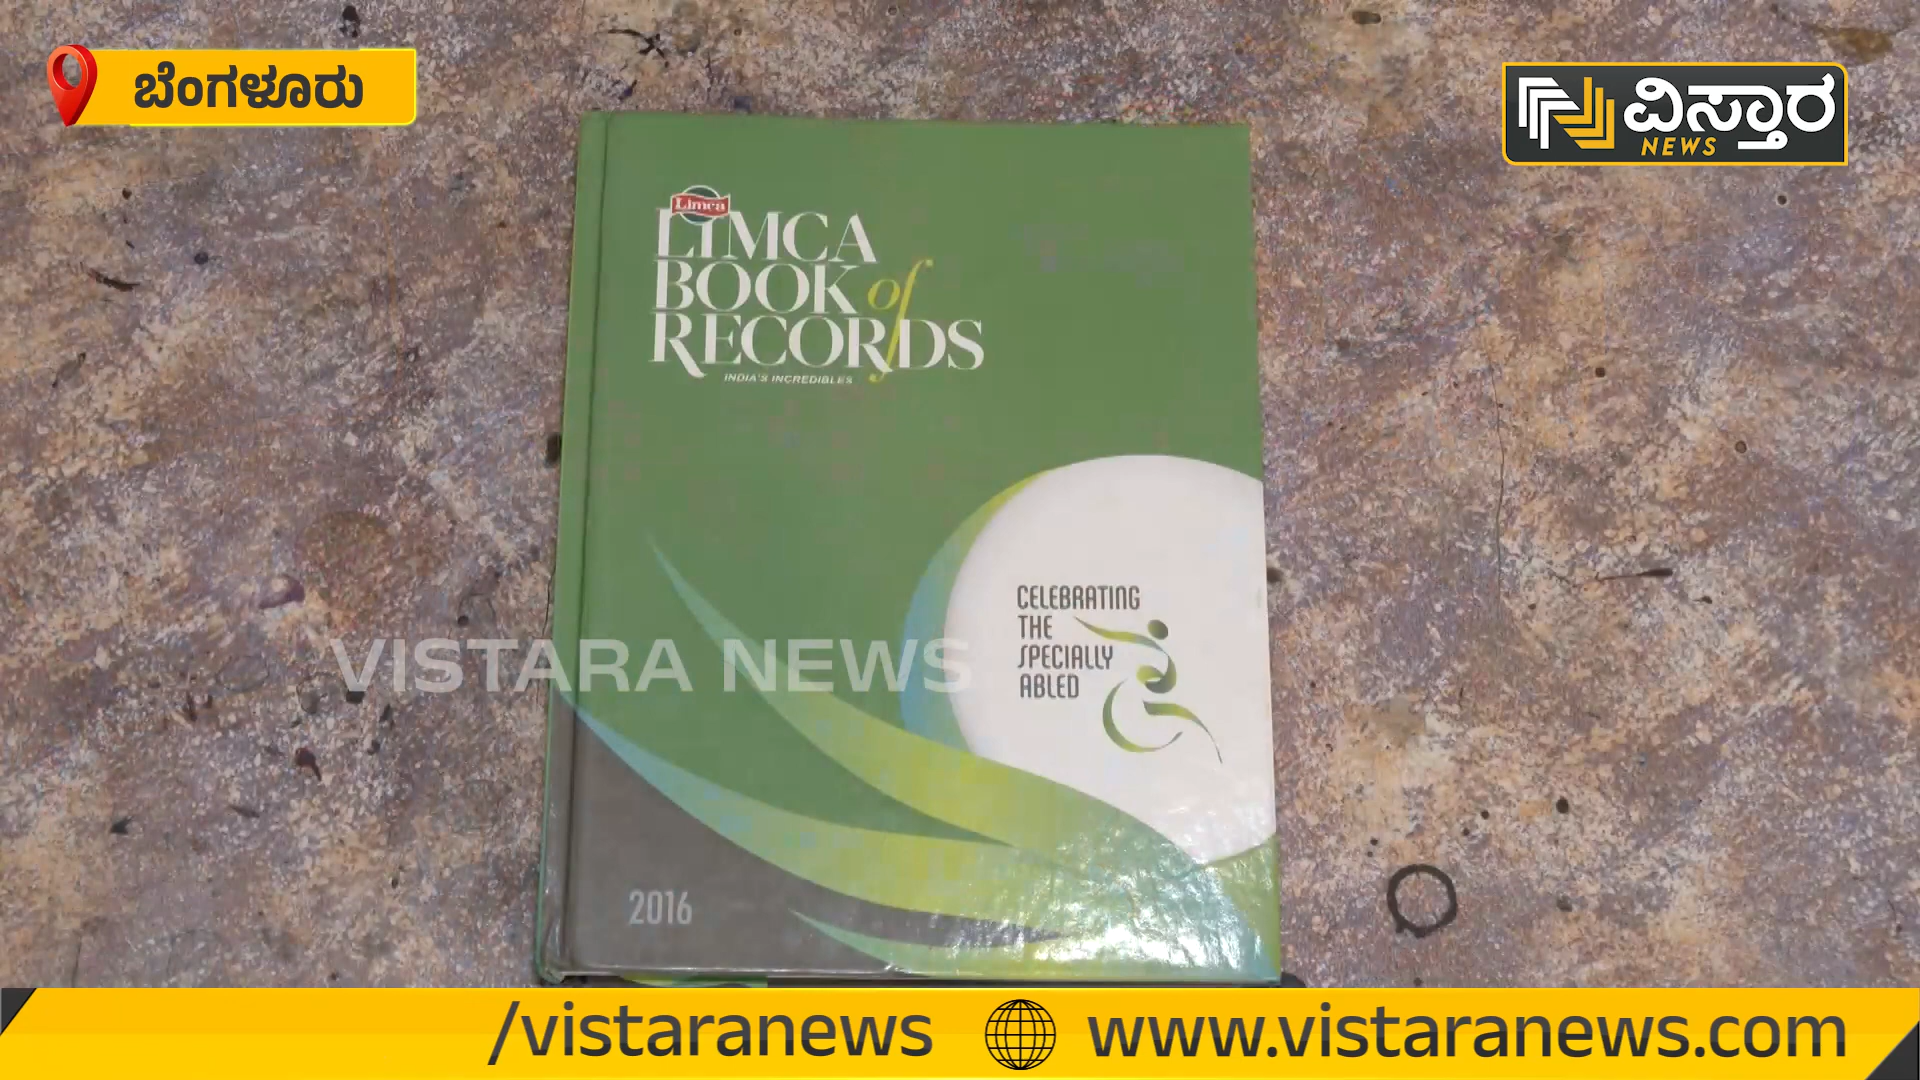 ಬೆಂಗಳೂರು
ವಿಸ್ತಾರ
NEWS
Limca
LIMCA
BOOK of
RECORDS
INDIA'S INCREDIBLES
CELEBRATING
THE
SPECIALLY
ABLED
VISTARA NEWS
2016
/vistaranews
www.vistaranews.com